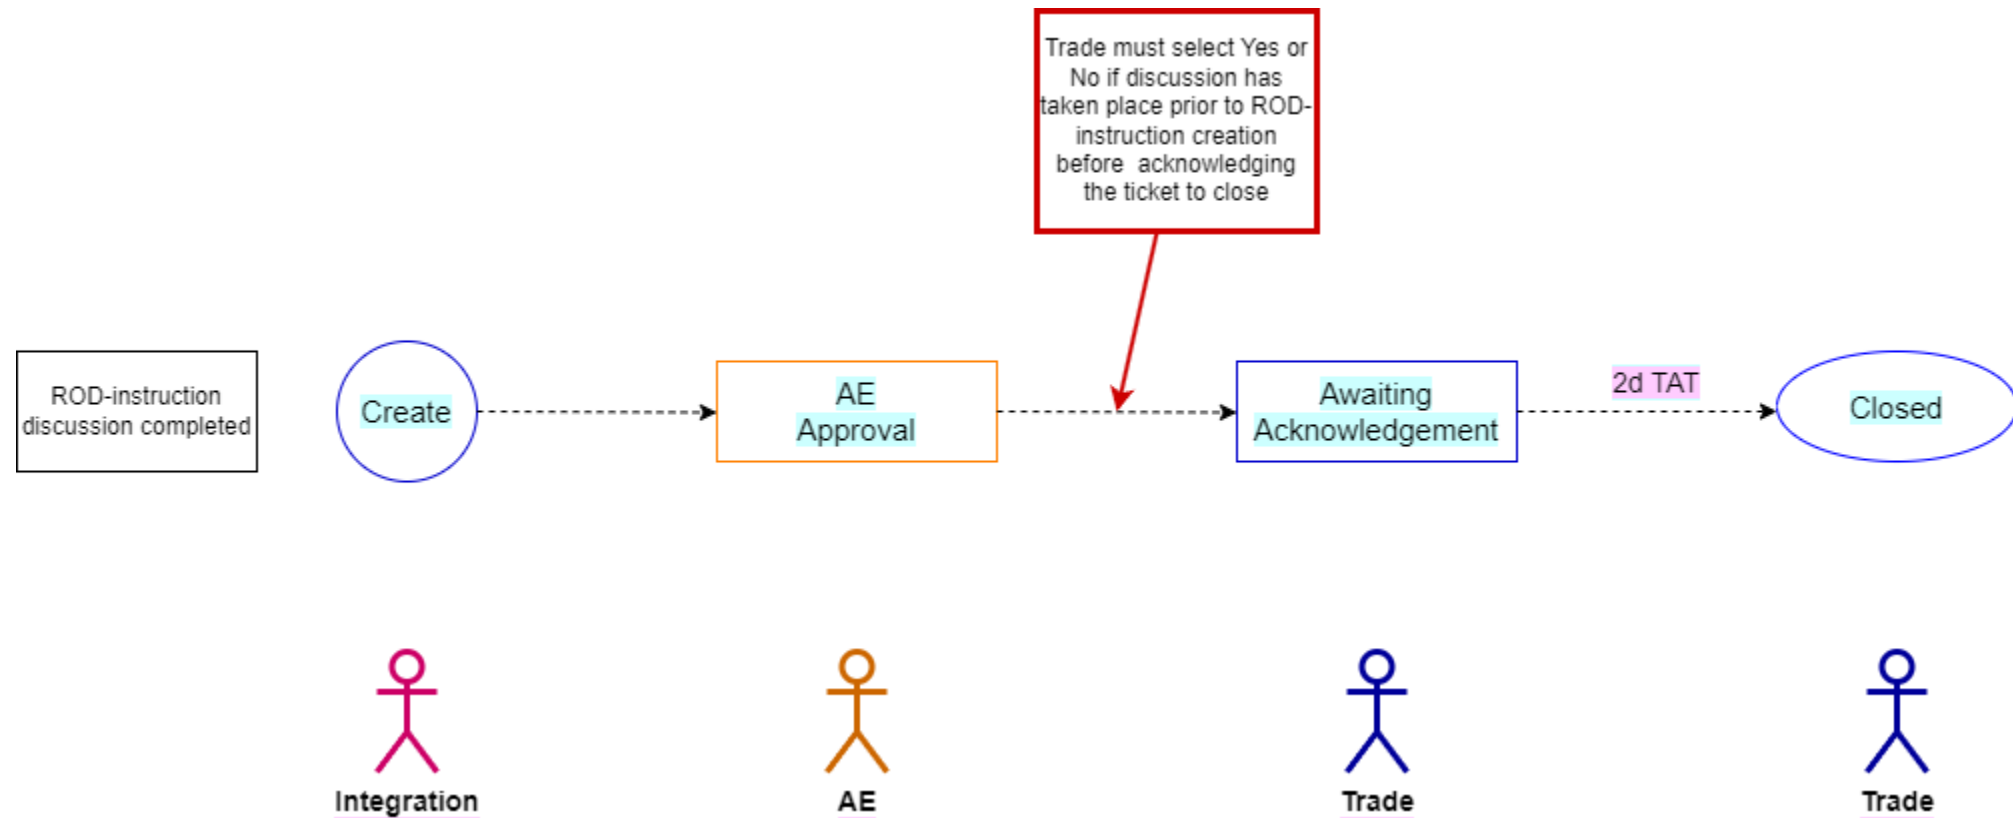 Trade must select Yes or
No if discussion has
taken place prior to ROD-
instruction creation
before  acknowledging
the ticket to close
ROD-instruction
discussion completed
Create
AE
Approval
Awaiting
Acknowledgement
2d TAT
Closed
Integration
AE
Trade
Trade